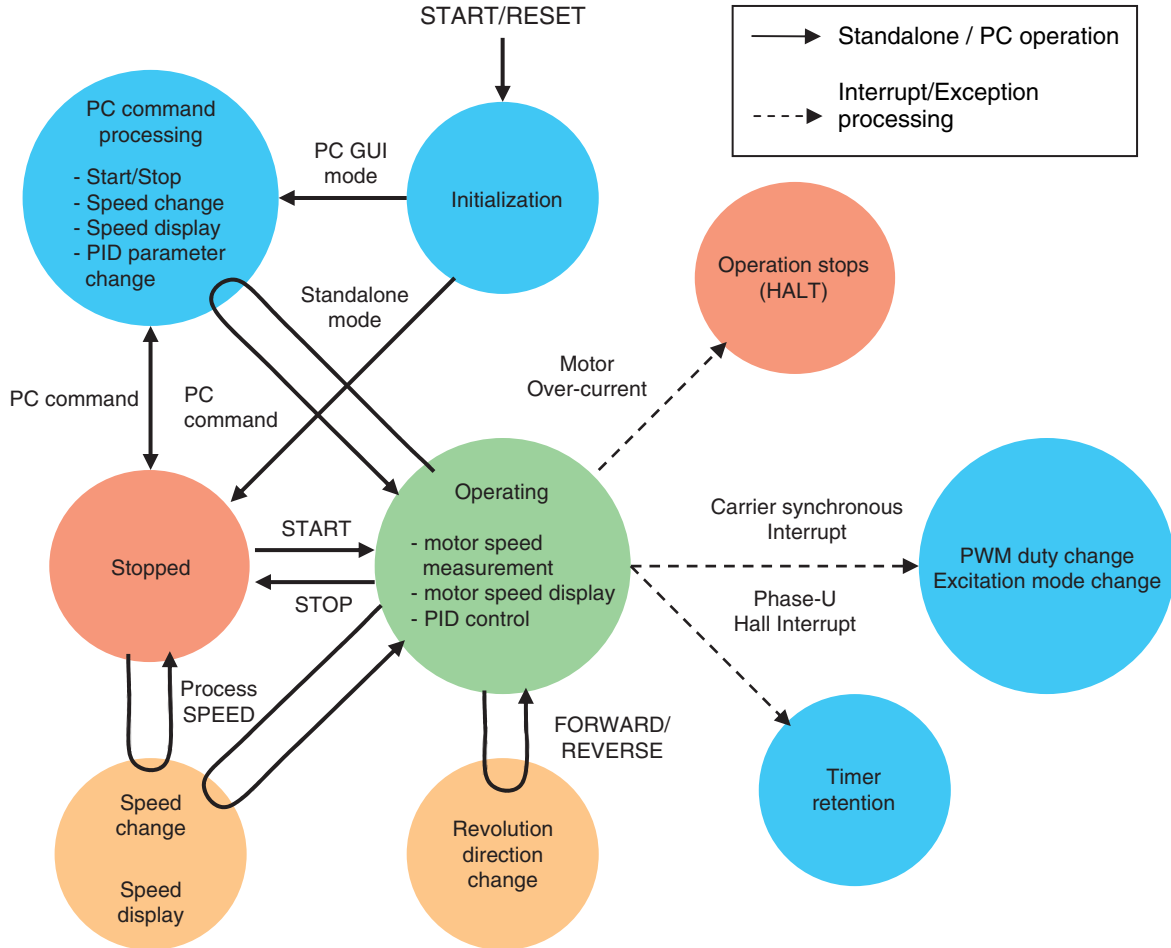 START/RESET
Standalone / PC operation
Interrupt/Exception
processing
PC command
processing
- Start/Stop
- Speed change
- Speed display
- PID parameter
change
PC GUI
mode
Initialization
Operation stops
(HALT)
Standalone
mode
Motor
Over-current
PC command
PC
command
Operating
- motor speed
measurement
- motor speed display
- PID control
Carrier synchronous
Interrupt
START
Stopped
STOP
PWM duty change
Excitation mode change
Phase-U
Hall Interrupt
Process
SPEED
FORWARD/
REVERSE
Speed
change
Speed
display
Revolution
direction
change
Timer
retention